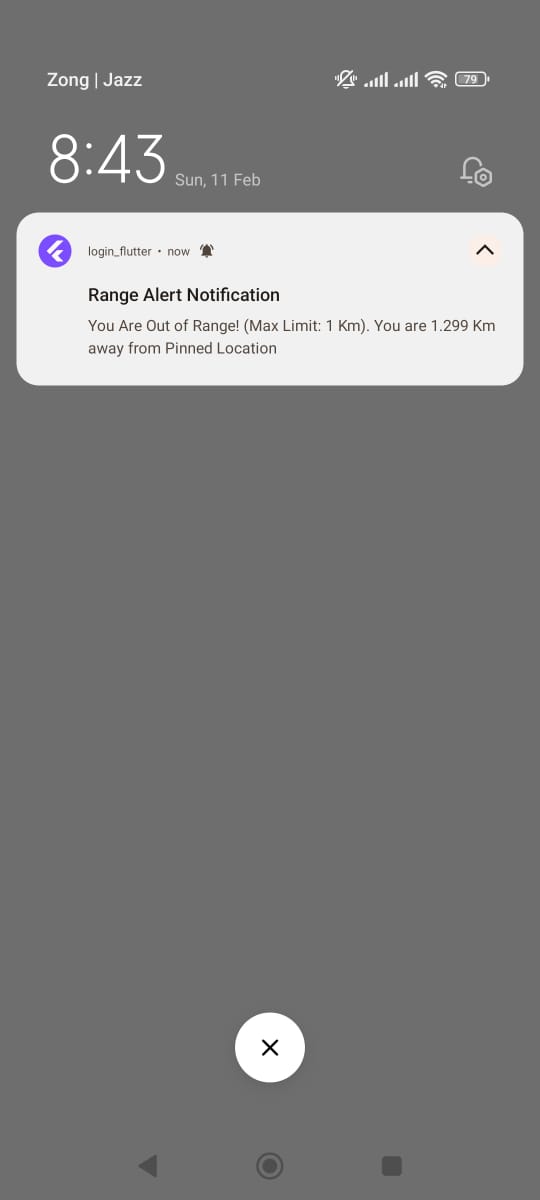 Zong | Jazz
79
8:43 Sun, 11 Feb
login_flutter • now
Range Alert Notification
You Are Out of Range! (Max Limit: 1 Km). You are 1.299 Km
away from Pinned Location